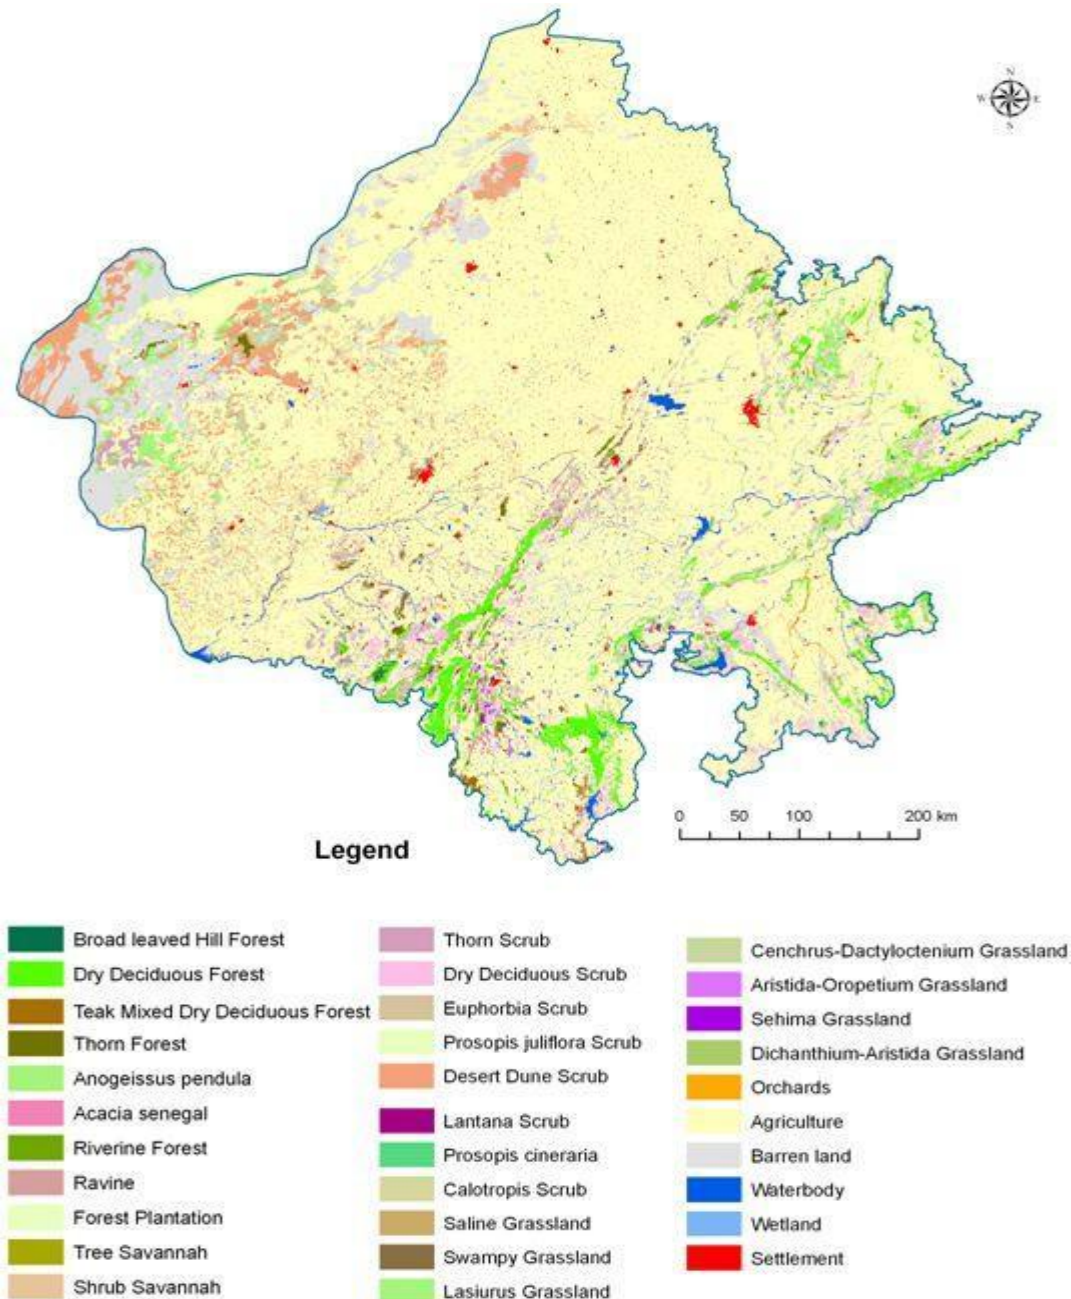 N
W E
S
0 50 100 200 km
Legend
Broad leaved Hill Forest
Dry Deciduous Forest
Teak Mixed Dry Deciduous Forest
Thorn Forest
Anogeissus pendula
Acacia senegal
Riverine Forest
Ravine
Forest Plantation
Tree Savannah
Shrub Savannah
Thorn Scrub
Dry Deciduous Scrub
Euphorbia Scrub
Prosopis juliflora Scrub
Desert Dune Scrub
Lantana Scrub
Prosopis cineraria
Calotropis Scrub
Saline Grassland
Swampy Grassland
Lasiurus Grassland
Cenchrus-Dactyloctenium Grassland
Aristida-Oropetium Grassland
Sehima Grassland
Dichanthium-Aristida Grassland
Orchards
Agriculture
Barren land
Waterbody
Wetland
Settlement